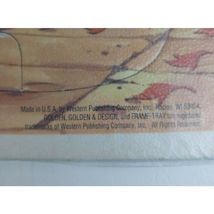 Made in U.S.A. by Western Publishing Company, Inc. Racine, WI 53404.
GOLDEN, GOLDEN & DESIGN, and FRAME-TRAY are registered
trademarks of Western Publishing Company, Inc. All Rights Reserved.